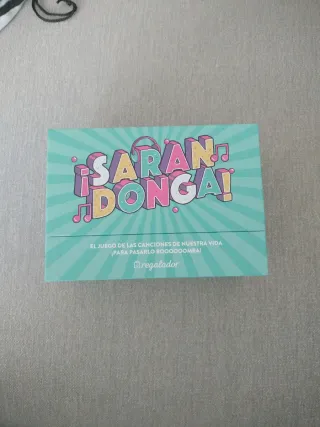 ¡SARAN
DONGA!
EL JUEGO DE LAS CANCIONES DE NUESTRA VIDA
¡PARA PASARLO BOOOOOOMBA!
regalador